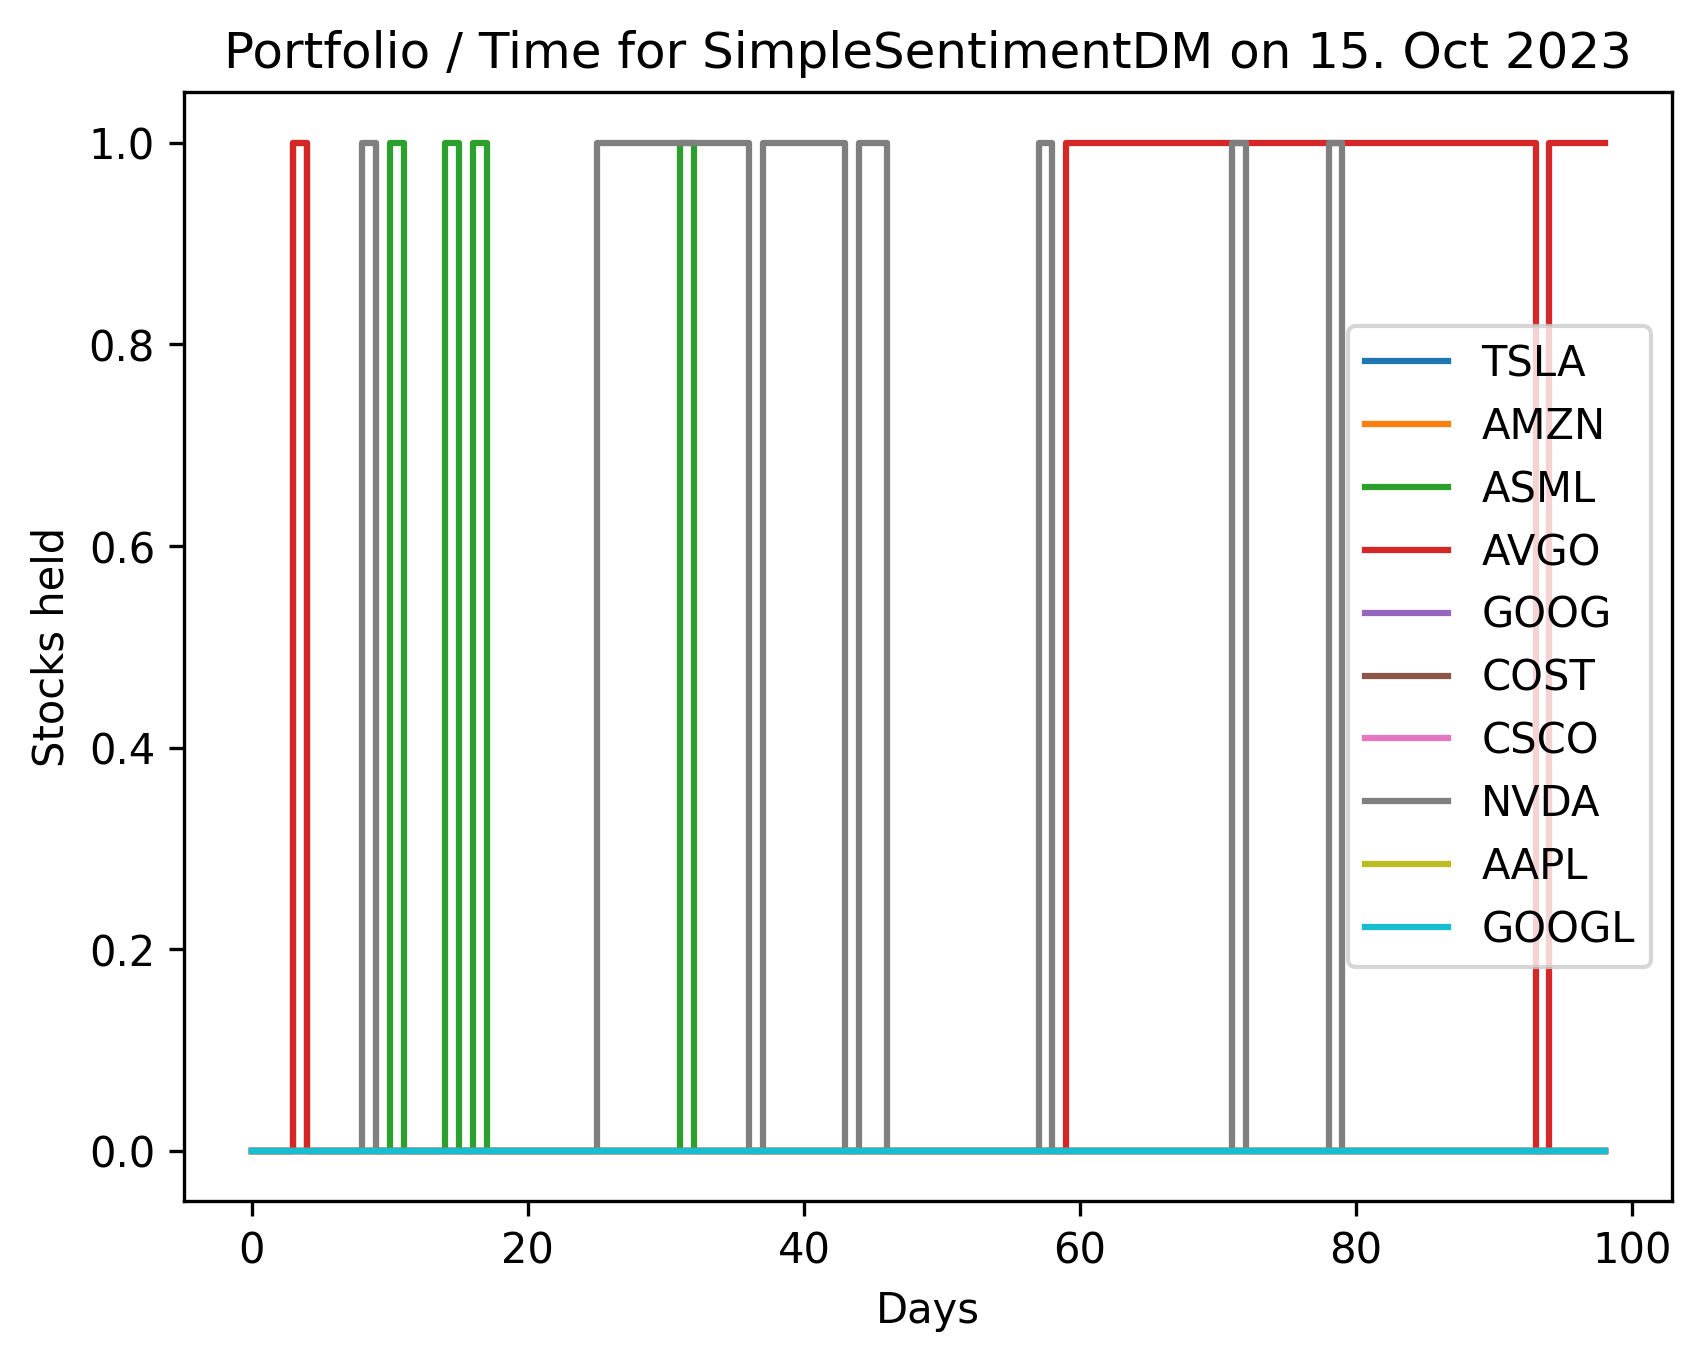 Portfolio / Time for SimpleSentimentDM on 15. Oct 2023
1.0
0.8
0.6
0.4
0.2
0.0
Stocks held
TSLA
AMZN
ASML
AVGO
GOOG
COST
CSCO
NVDA
AAPL
GOOGL
0 20 40 60 80 100
Days